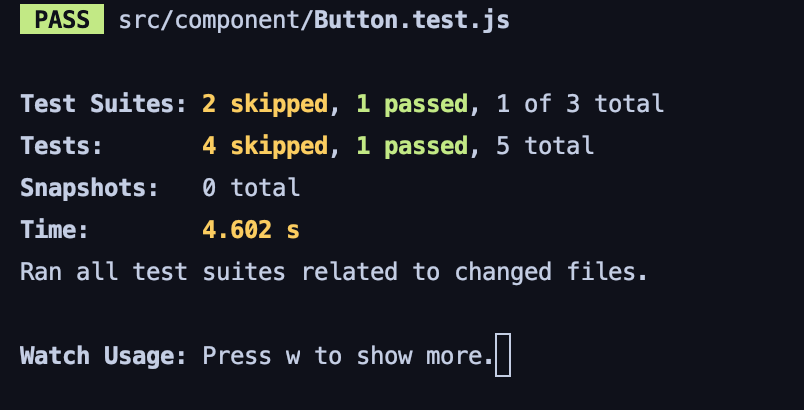 PASS src/component/Button.test.js
Test Suites: 2 skipped, 1 passed, 1 of 3 total
Tests: 4 skipped, 1 passed, 5 total
Snapshots: 0 total
Time: 4.602 s
Ran all test suites related to changed files.
Watch Usage: Press w to show more.